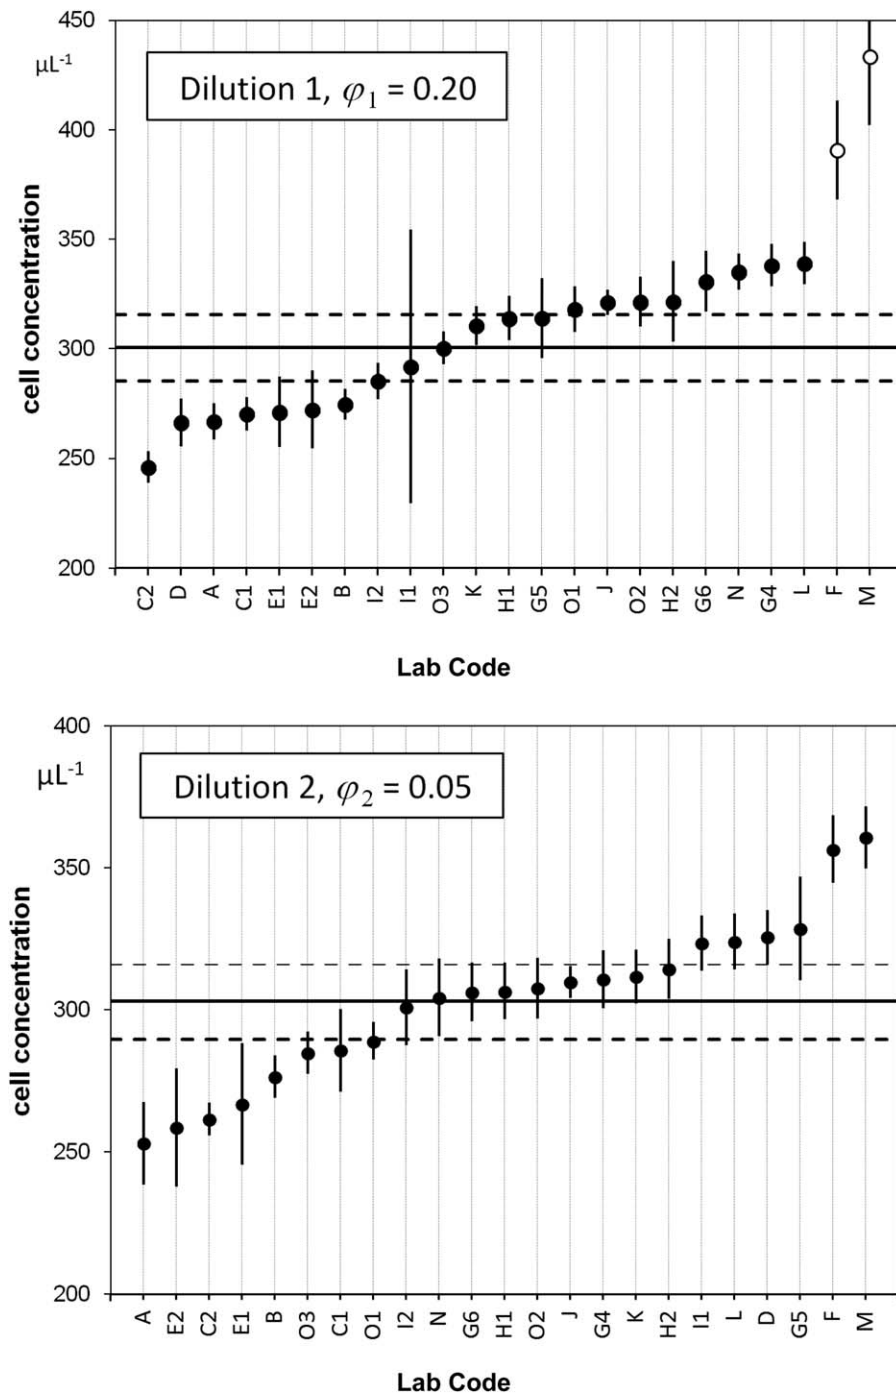 450
µL⁻¹
Dilution 1, φ₁ = 0.20
400
350
300
250
200
cell concentration
C2 D A C1 E1 E2 B I2 I1 O3 K H1 G5 O1 J O2 H2 G6 N G4 L F M
Lab Code
400
µL⁻¹
Dilution 2, φ₂ = 0.05
350
300
250
200
cell concentration
A E2 C2 E1 B O3 C1 O1 I2 N G6 H1 O2 J G4 K H2 I1 L D G5 F M
Lab Code